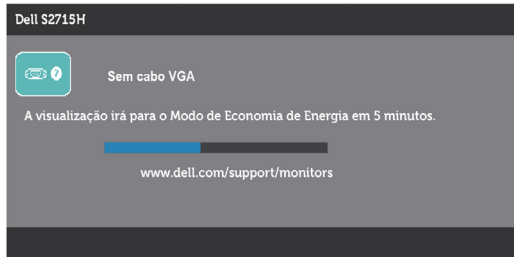 Dell S2715H
Sem cabo VGA
A visualização irá para o Modo de Economia de Energia em 5 minutos.
www.dell.com/support/monitors